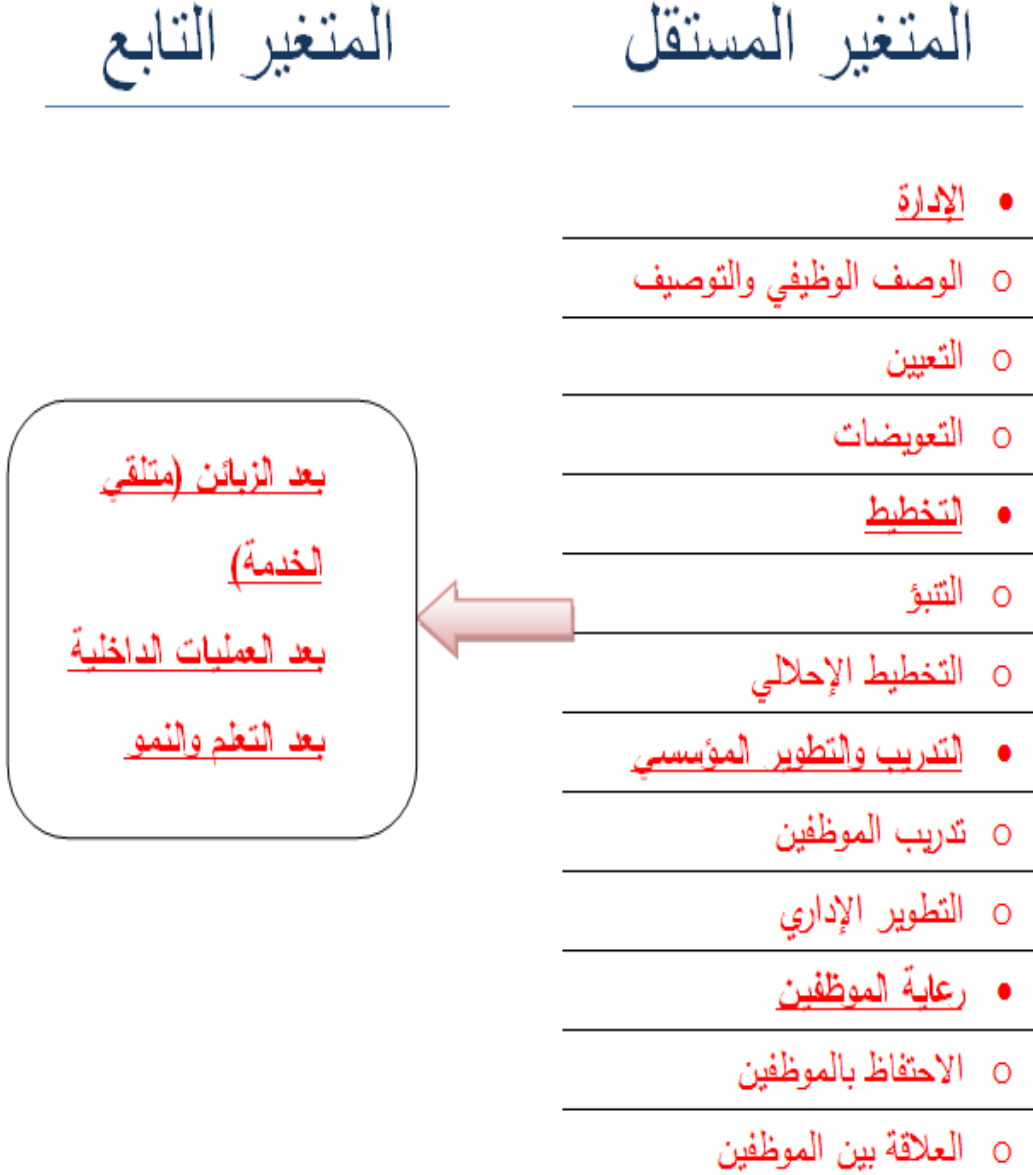 المتغير المستقل
المتغير التابع
• الإدارة
o الوصف الوظيفي والتوصيف
o التعيين
o التعويضات
• التخطيط
o التنبؤ
o التخطيط الإحلالي
• التدريب والتطوير المؤسسي
o تدريب الموظفين
o التطوير الإداري
• رعاية الموظفين
o الاحتفاظ بالموظفين
o العلاقة بين الموظفين
بعد الزبائن (متلقي
الخدمة)
بعد العمليات الداخلية
بعد التعلم والنمو